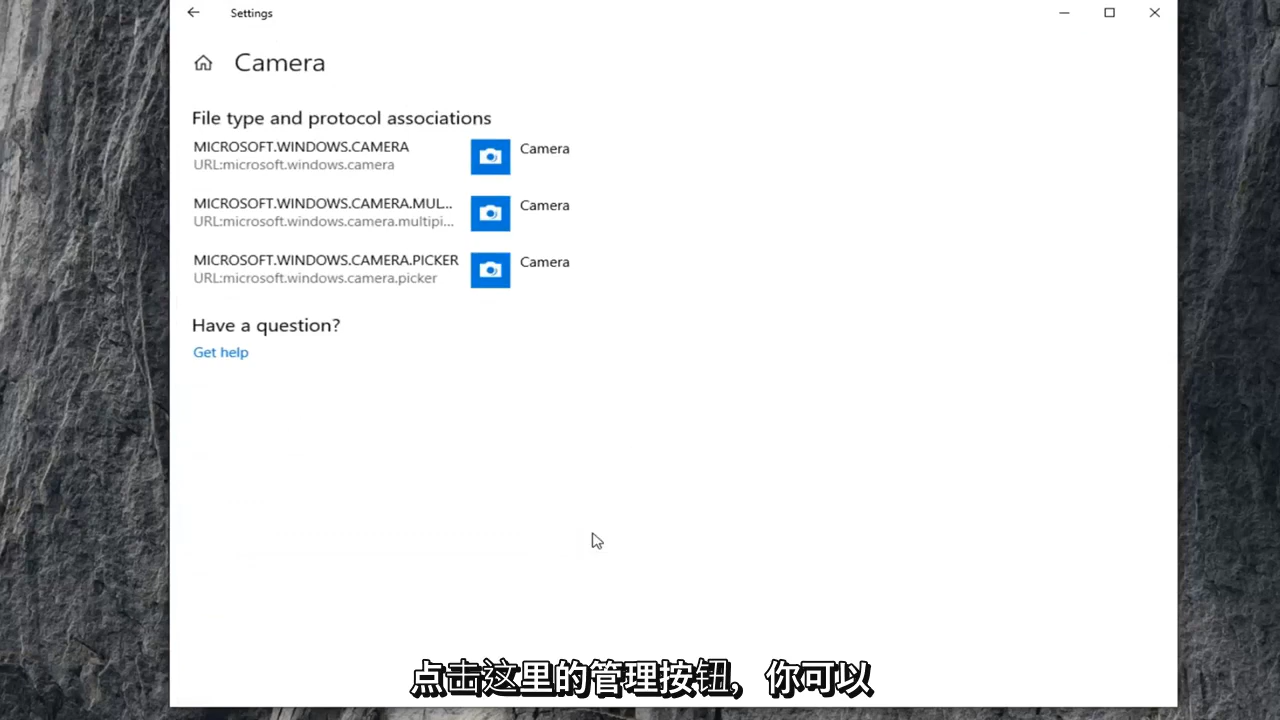 Settings
Camera
File type and protocol associations
MICROSOFT.WINDOWS.CAMERA
URL:microsoft.windows.camera
Camera
MICROSOFT.WINDOWS.CAMERA.MUL...
URL:microsoft.windows.camera.multipi...
Camera
MICROSOFT.WINDOWS.CAMERA.PICKER
URL:microsoft.windows.camera.picker
Camera
Have a question?
Get help
点击这里的管理按钮，你可以